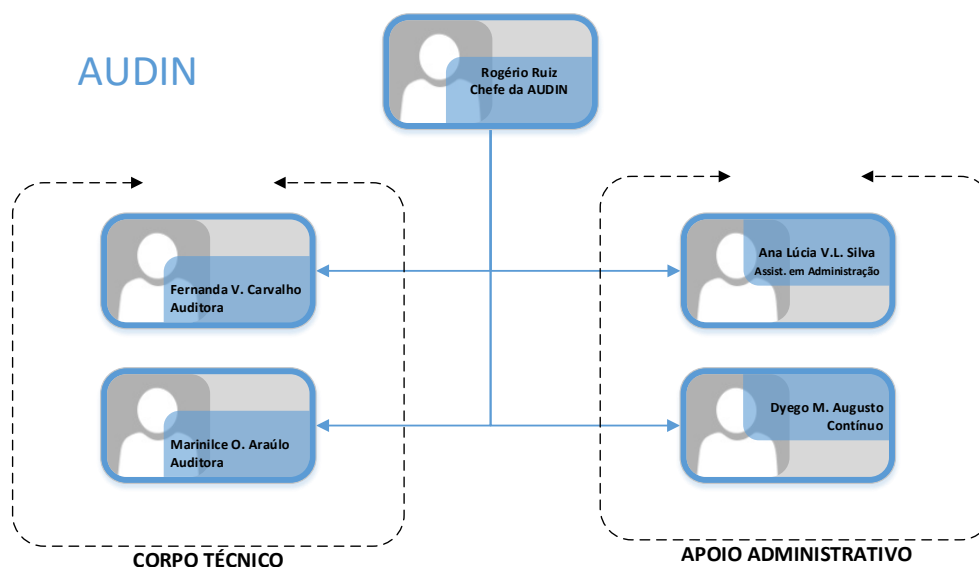 AUDIN
Rogério Ruiz
Chefe da AUDIN
Fernanda V. Carvalho
Auditora
Ana Lúcia V.L. Silva
Assist. em Administração
Marinilce O. Araúlo
Auditora
Dyego M. Augusto
Contínuo
CORPO TÉCNICO
APOIO ADMINISTRATIVO